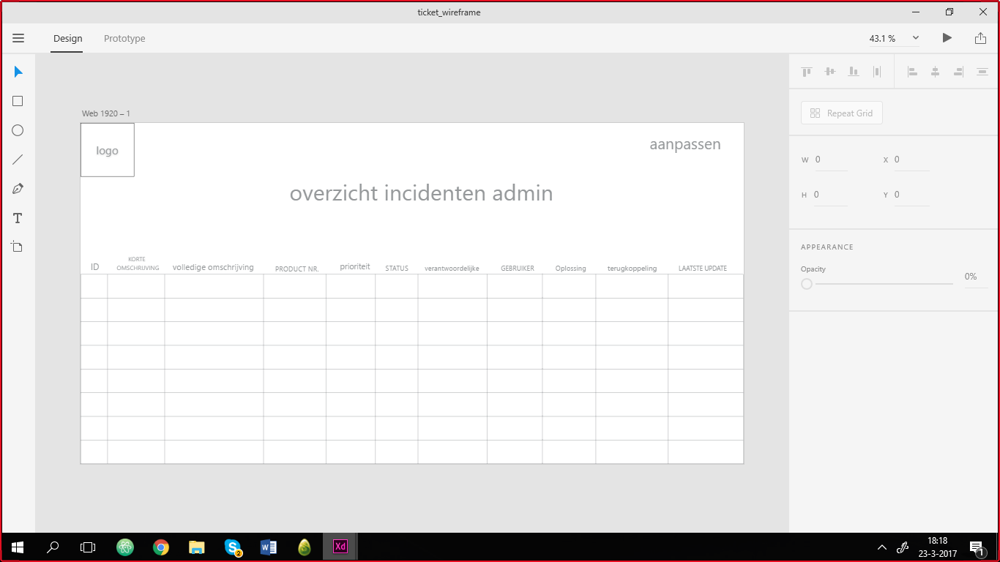 ticket_wireframe
Design
Prototype
43.1 %
Web 1920 – 1
logo
aanpassen
overzicht incidenten admin
ID
KORTE
OMSCHRIJVING
volledige omschrijving
PRODUCT NR.
prioriteit
STATUS
verantwoordelijke
GEBRUIKER
Oplossing
terugkoppeling
LAATSTE UPDATE
Repeat Grid
W 0
X 0
H 0
Y 0
APPEARANCE
Opacity
0%
2
Xd
18:18
23-3-2017
1